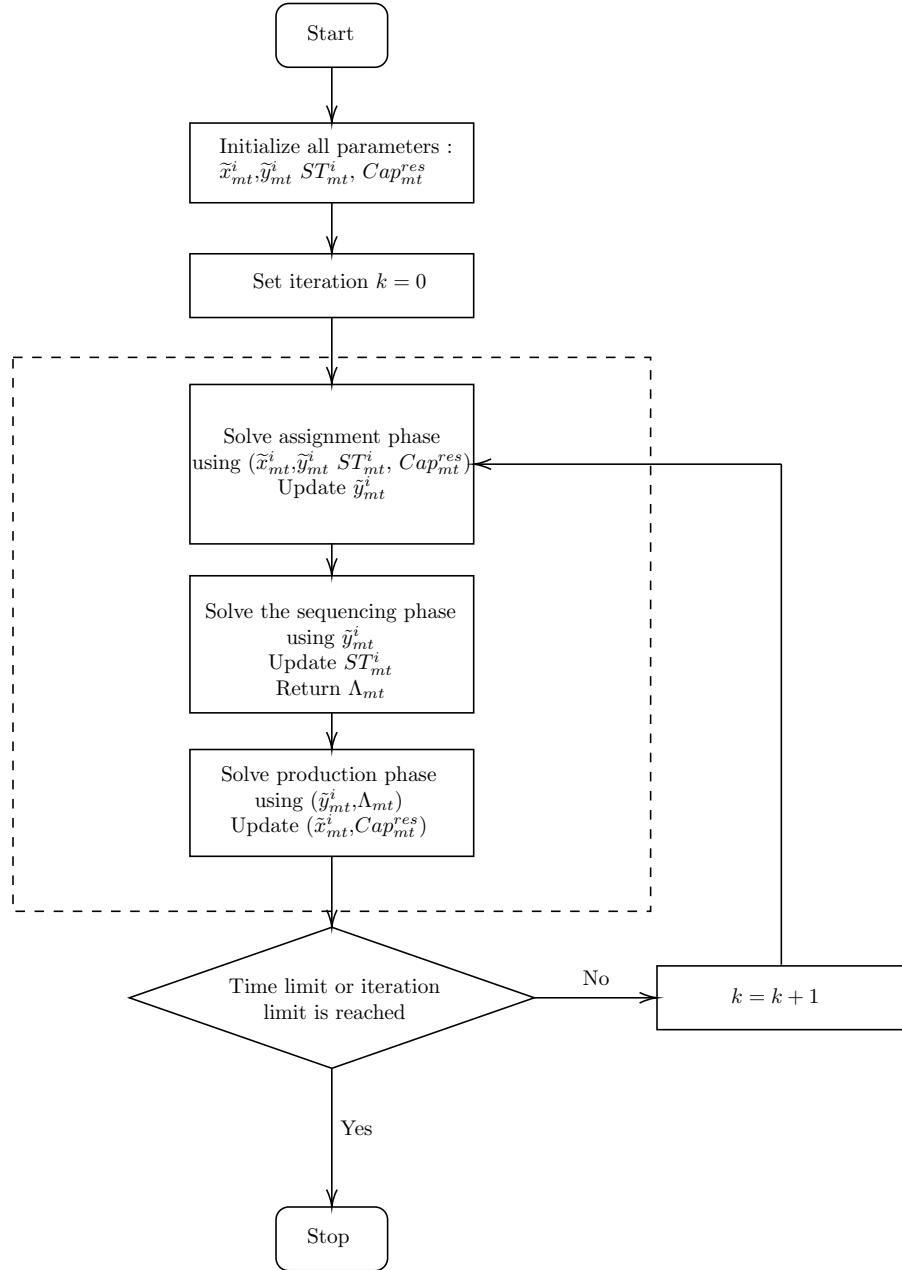 Start
Initialize all parameters :
x̃ⁱₘₜ,ỹⁱₘₜ STⁱₘₜ, Capʳᵉˢₘₜ
Set iteration k = 0
Solve assignment phase
using (x̃ⁱₘₜ,ỹⁱₘₜ STⁱₘₜ, Capʳᵉˢₘₜ)
Update ỹⁱₘₜ
Solve the sequencing phase
using ỹⁱₘₜ
Update STⁱₘₜ
Return Λₘₜ
Solve production phase
using (ỹⁱₘₜ,Λₘₜ)
Update (x̃ⁱₘₜ,Capʳᵉˢₘₜ)
Time limit or iteration
limit is reached
No
k = k + 1
Yes
Stop